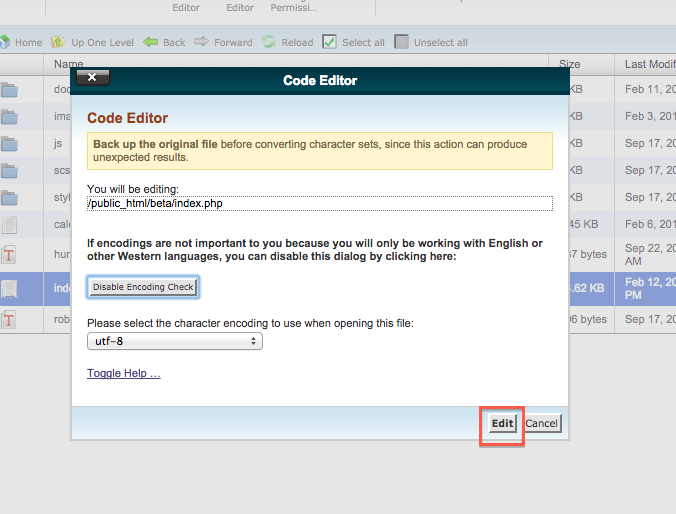 Editor Editor Permissi...
Home Up One Level Back Forward Reload Select all Unselect all
Name Size Last Modif
Code Editor
Code Editor
Back up the original file before converting character sets, since this action can produce
unexpected results.
You will be editing:
/public_html/beta/index.php
If encodings are not important to you because you will only be working with English or
other Western languages, you can disable this dialog by clicking here:
Disable Encoding Check
Please select the character encoding to use when opening this file:
utf-8
Toggle Help ...
Edit Cancel
doc KB Feb 11, 20
ima KB Feb 3, 201
js KB Sep 17, 20
scs KB Sep 17, 20
styl KB Sep 17, 20
cale 45 KB Feb 6, 201
hun 37 bytes Sep 22, 20
AM
inde .62 KB Feb 12, 20
PM
rob 06 bytes Sep 17, 20